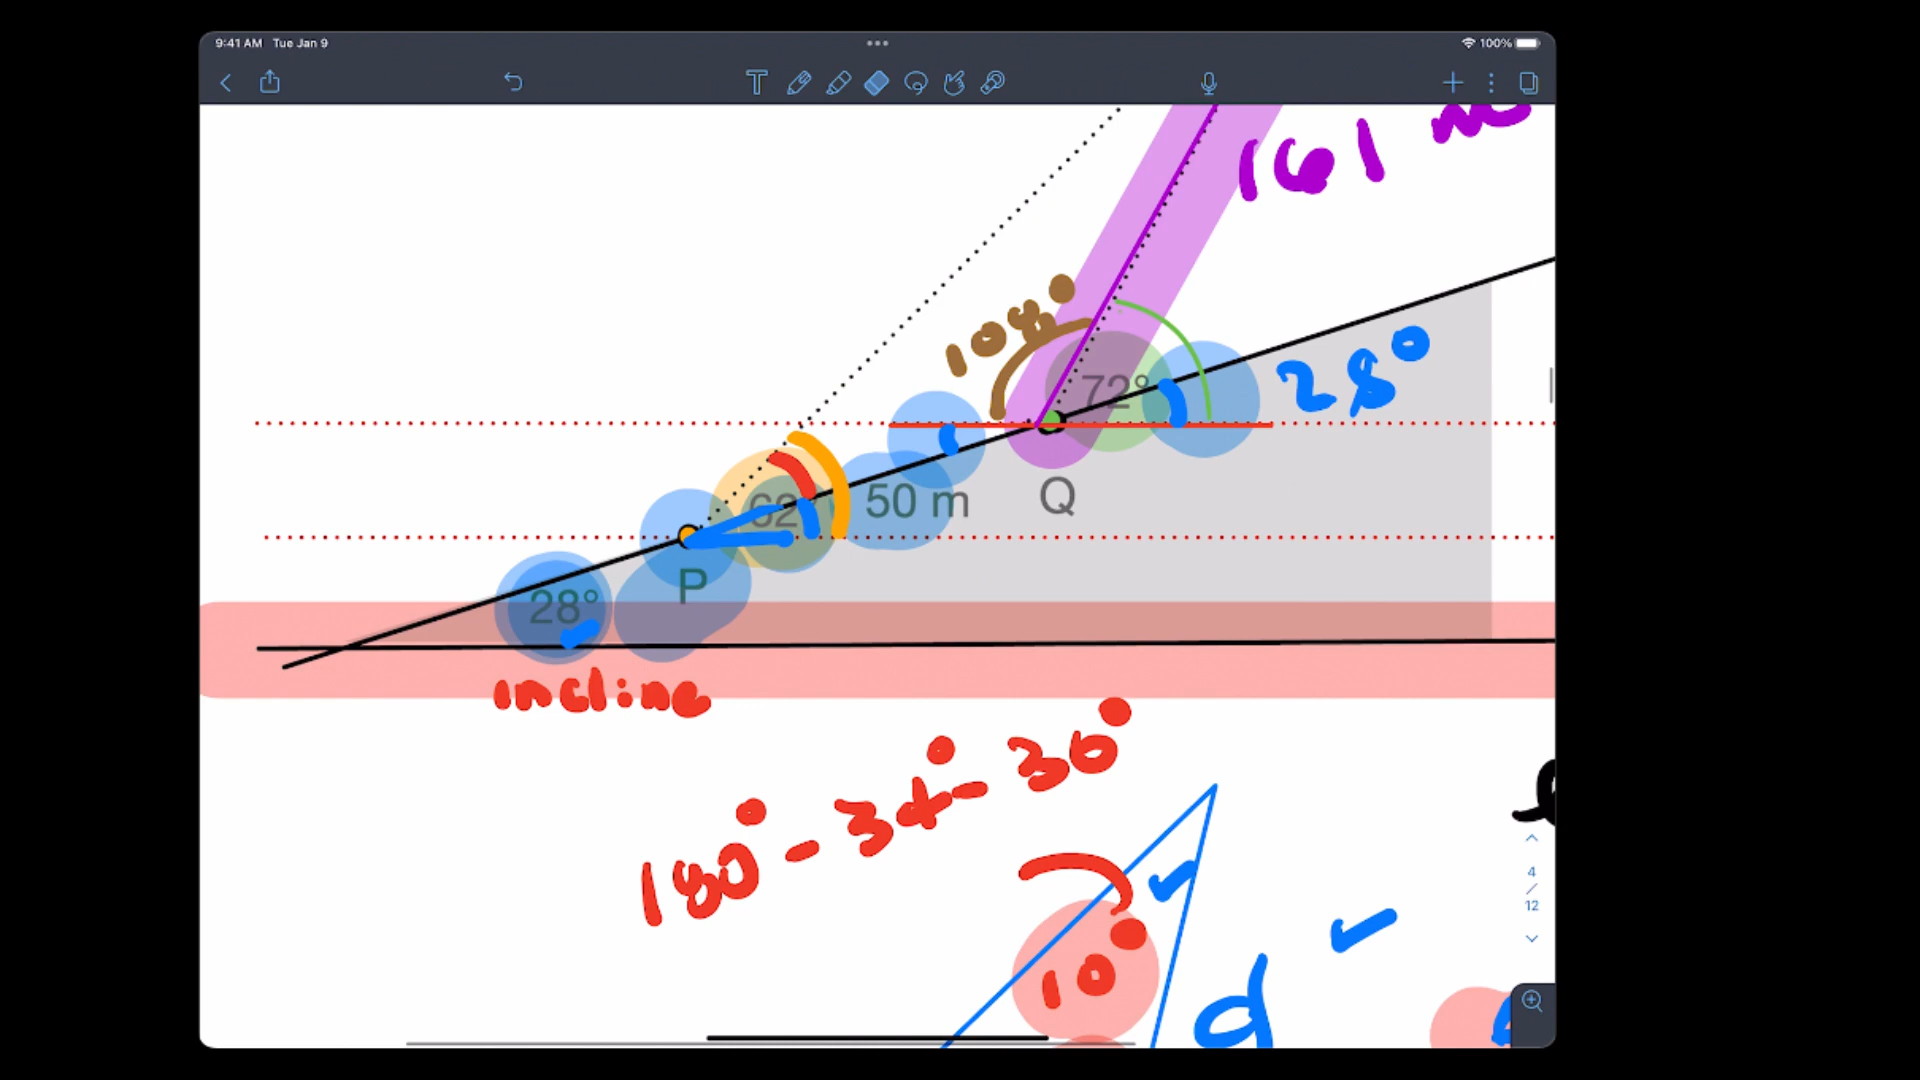 9:41 AM Tue Jan 9
100%
161 m
108°
72°
28°
62
50 m
Q
P
28°
incline
180° - 34° - 30°
4
12
10°
d